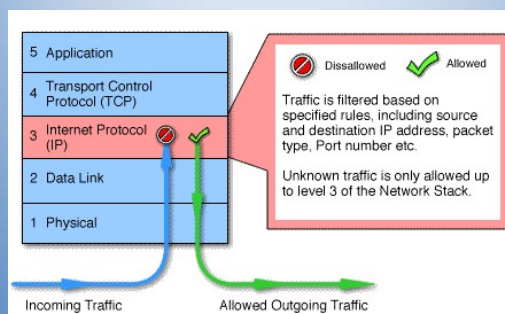 5 Application
4 Transport Control
Protocol (TCP)
3 Internet Protocol
(IP)
2 Data Link
1 Physical
Incoming Traffic
Allowed Outgoing Traffic
Dissallowed
Allowed
Traffic is filtered based on
specified rules, including source
and destination IP address, packet
type, Port number etc.
Unknown traffic is only allowed up
to level 3 of the Network Stack.